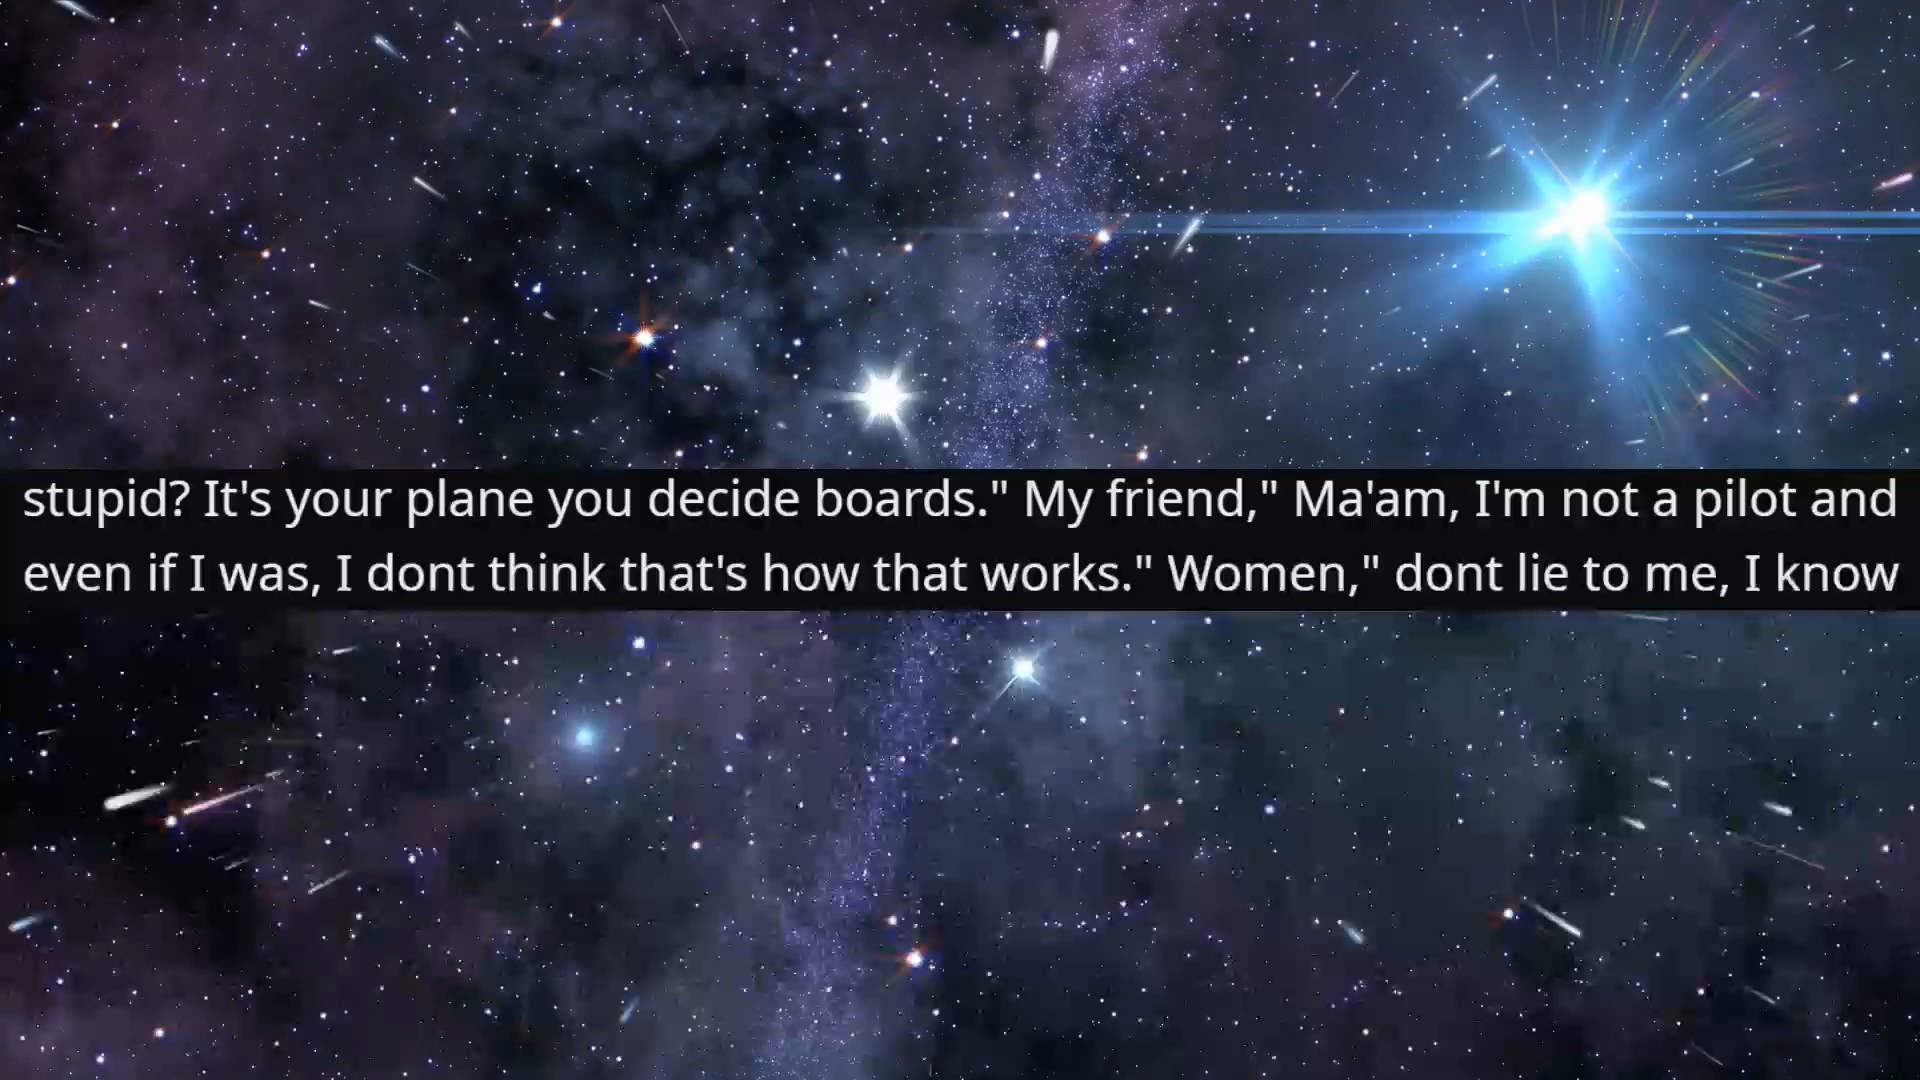 stupid? It's your plane you decide boards." My friend," Ma'am, I'm not a pilot and
even if I was, I dont think that's how that works." Women," dont lie to me, I know